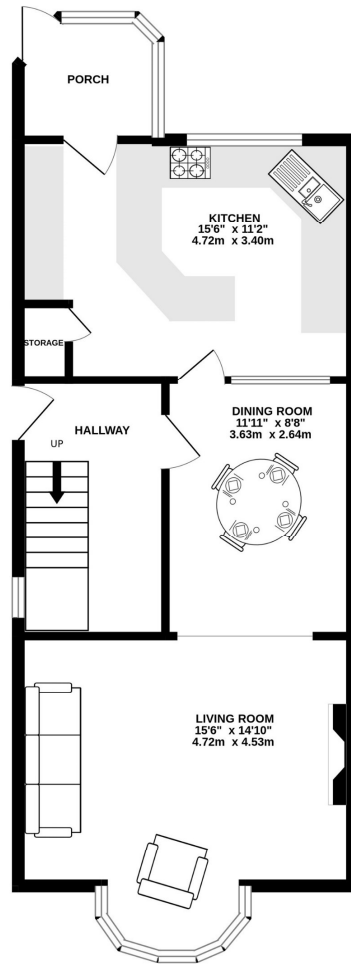 PORCH
KITCHEN
15'6" x 11'2"
4.72m x 3.40m
STORAGE
HALLWAY
UP
DINING ROOM
11'11" x 8'8"
3.63m x 2.64m
LIVING ROOM
15'6" x 14'10"
4.72m x 4.53m